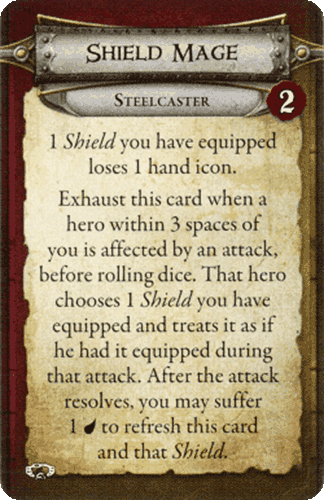 Shield Mage
Steelcaster
2
1 Shield you have equipped
loses 1 hand icon.
Exhaust this card when a
hero within 3 spaces of
you is affected by an attack,
before rolling dice. That hero
chooses 1 Shield you have
equipped and treats it as if
he had it equipped during
that attack. After the attack
resolves, you may suffer
1 to refresh this card
and that Shield.